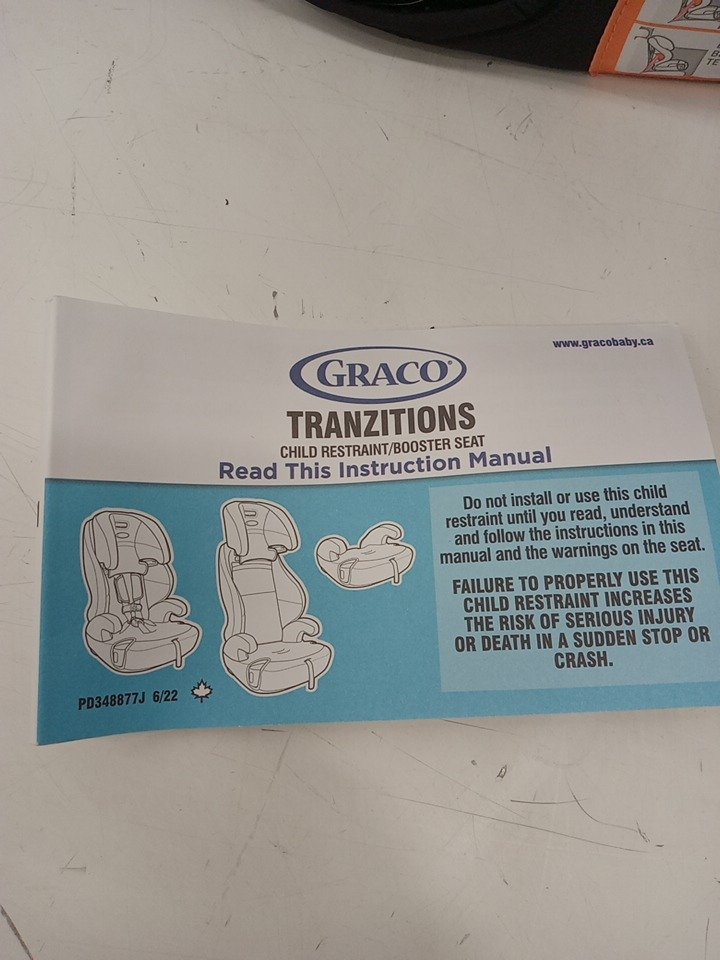 www.gracobaby.ca
GRACO®
TRANZITIONS
CHILD RESTRAINT/BOOSTER SEAT
Read This Instruction Manual
Do not install or use this child
restraint until you read, understand
and follow the instructions in this
manual and the warnings on the seat.
FAILURE TO PROPERLY USE THIS
CHILD RESTRAINT INCREASES
THE RISK OF SERIOUS INJURY
OR DEATH IN A SUDDEN STOP OR
CRASH.
PD348877J 6/22